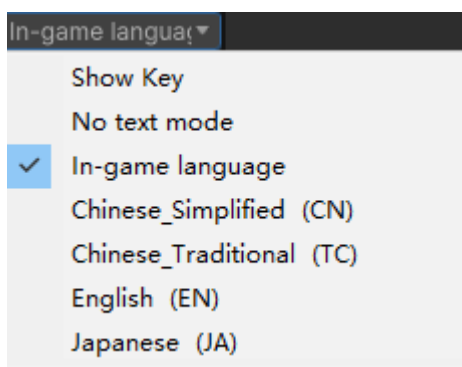 In-game languag
Show Key
No text mode
In-game language
Chinese_Simplified (CN)
Chinese_Traditional (TC)
English (EN)
Japanese (JA)